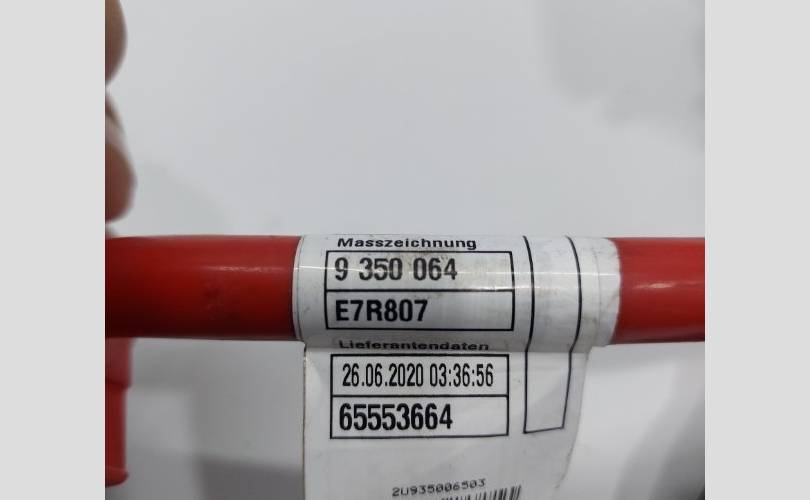 Masszeichnung
9 350 064
E7R807
Lieferantendaten
26.06.2020 03:36:56
65553664
2U935006503